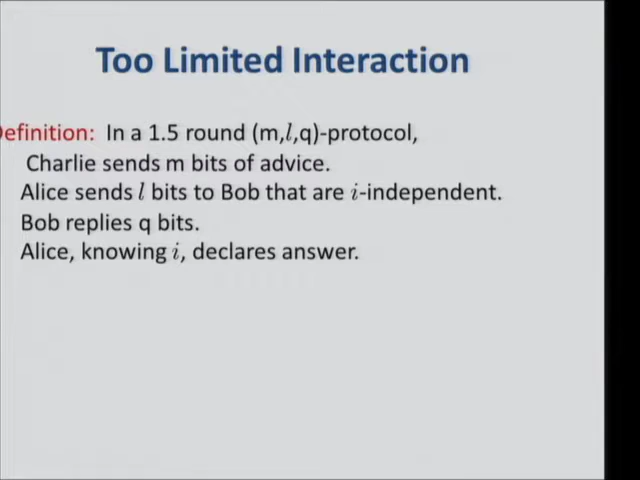 Too Limited Interaction
Definition: In a 1.5 round (m,l,q)-protocol,
Charlie sends m bits of advice.
Alice sends l bits to Bob that are i-independent.
Bob replies q bits.
Alice, knowing i, declares answer.